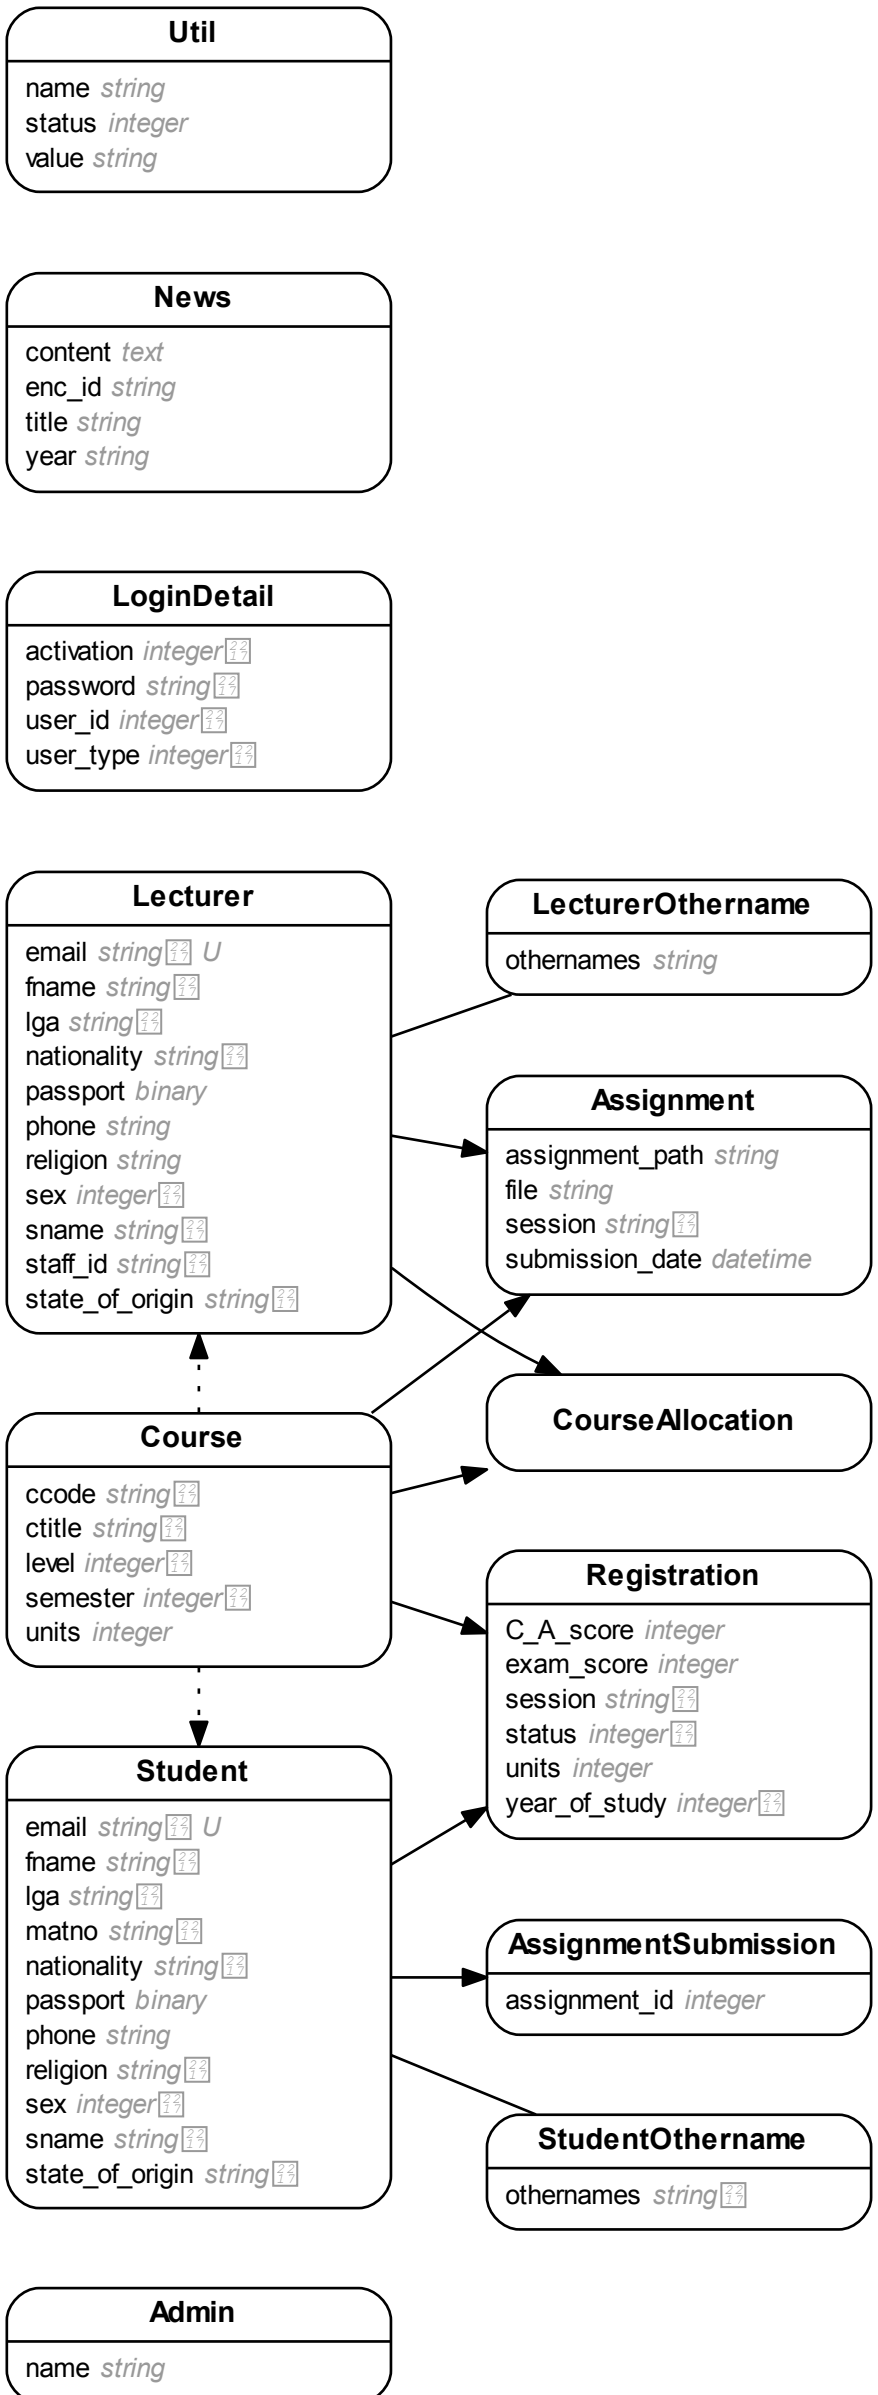 Util
name string
status integer
value string
News
content text
enc_id string
title string
year string
LoginDetail
activation integer
password string
user_id integer
user_type integer
Lecturer
email string U
fname string
lga string
nationality string
passport binary
phone string
religion string
sex integer
sname string
staff_id string
state_of_origin string
LecturerOthername
othernames string
Assignment
assignment_path string
file string
session string
submission_date datetime
CourseAllocation
Course
ccode string
ctitle string
level integer
semester integer
units integer
Registration
C_A_score integer
exam_score integer
session string
status integer
units integer
year_of_study integer
Student
email string U
fname string
lga string
matno string
nationality string
passport binary
phone string
religion string
sex integer
sname string
state_of_origin string
AssignmentSubmission
assignment_id integer
StudentOthername
othernames string
Admin
name string